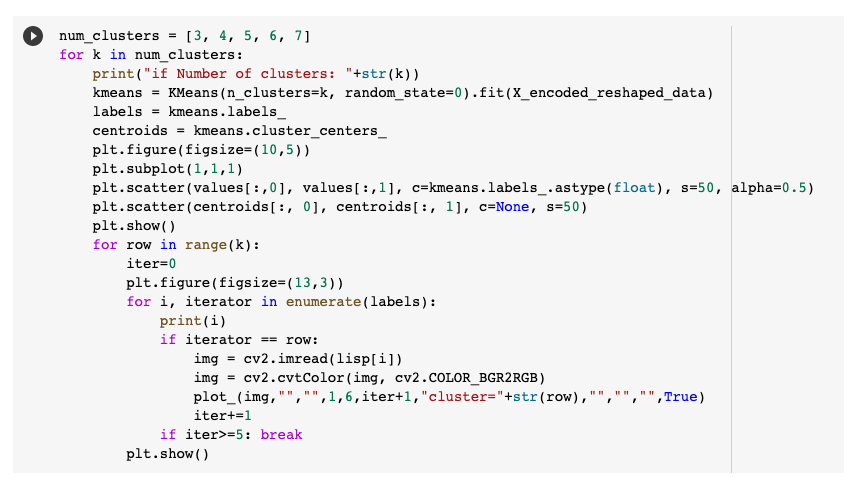 num_clusters = [3, 4, 5, 6, 7]
for k in num_clusters:
    print("if Number of clusters: "+str(k))
    kmeans = KMeans(n_clusters=k, random_state=0).fit(X_encoded_reshaped_data)
    labels = kmeans.labels_
    centroids = kmeans.cluster_centers_
    plt.figure(figsize=(10,5))
    plt.subplot(1,1,1)
    plt.scatter(values[:,0], values[:,1], c=kmeans.labels_.astype(float), s=50, alpha=0.5)
    plt.scatter(centroids[:, 0], centroids[:, 1], c=None, s=50)
    plt.show()
    for row in range(k):
        iter=0
        plt.figure(figsize=(13,3))
        for i, iterator in enumerate(labels):
            print(i)
            if iterator == row:
                img = cv2.imread(lisp[i])
                img = cv2.cvtColor(img, cv2.COLOR_BGR2RGB)
                plot_(img,"","",1,6,iter+1,"cluster="+str(row),"","","",True)
                iter+=1
            if iter>=5: break
        plt.show()